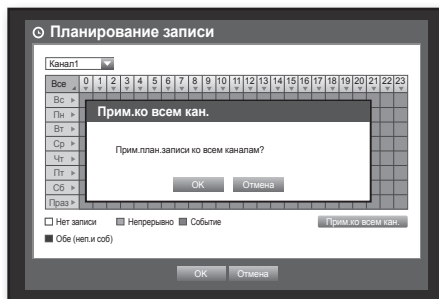 Планирование записи
Канал1
Все 0 1 2 3 4 5 6 7 8 9 10 11 12 13 14 15 16 17 18 19 20 21 22 23
Вс
Пн
Вт
Ср
Чт
Пт
Сб
Праз
Прим.ко всем кан.
Прим.план.записи ко всем каналам?
OK Отмена
Нет записи Непрерывно Событие Прим.ко всем кан.
Обе (неп.и соб)
OK Отмена